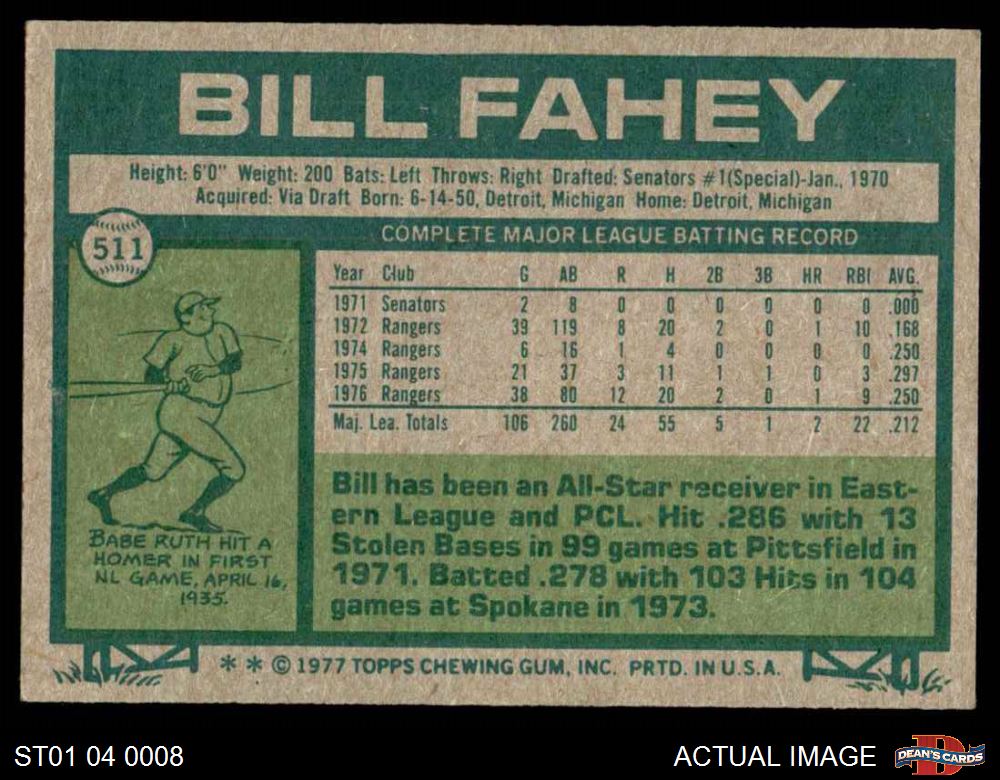 BILL FAHEY
Height: 6'0" Weight: 200 Bats: Left Throws: Right Drafted: Senators #1(Special)-Jan., 1970
Acquired: Via Draft Born: 6-14-50, Detroit, Michigan Home: Detroit, Michigan
511
COMPLETE MAJOR LEAGUE BATTING RECORD
Year Club G AB R H 2B 3B HR RBI AVG.
1971 Senators 2 8 0 0 0 0 0 0 .000
1972 Rangers 39 119 8 20 2 0 1 10 .168
1974 Rangers 6 16 1 4 0 0 0 0 .250
1975 Rangers 21 37 3 11 1 1 0 3 .297
1976 Rangers 38 80 12 20 2 0 1 9 .250
Maj. Lea. Totals 106 260 24 55 5 1 2 22 .212
Bill has been an All-Star receiver in East-
ern League and PCL. Hit .286 with 13
Stolen Bases in 99 games at Pittsfield in
1971. Batted .278 with 103 Hits in 104
games at Spokane in 1973.
BABE RUTH HIT A
HOMER IN FIRST
NL GAME, APRIL 16,
1935.
* * © 1977 TOPPS CHEWING GUM, INC. PRTD. IN U.S.A.
ST01 04 0008
ACTUAL IMAGE
D
DEAN'S CARDS